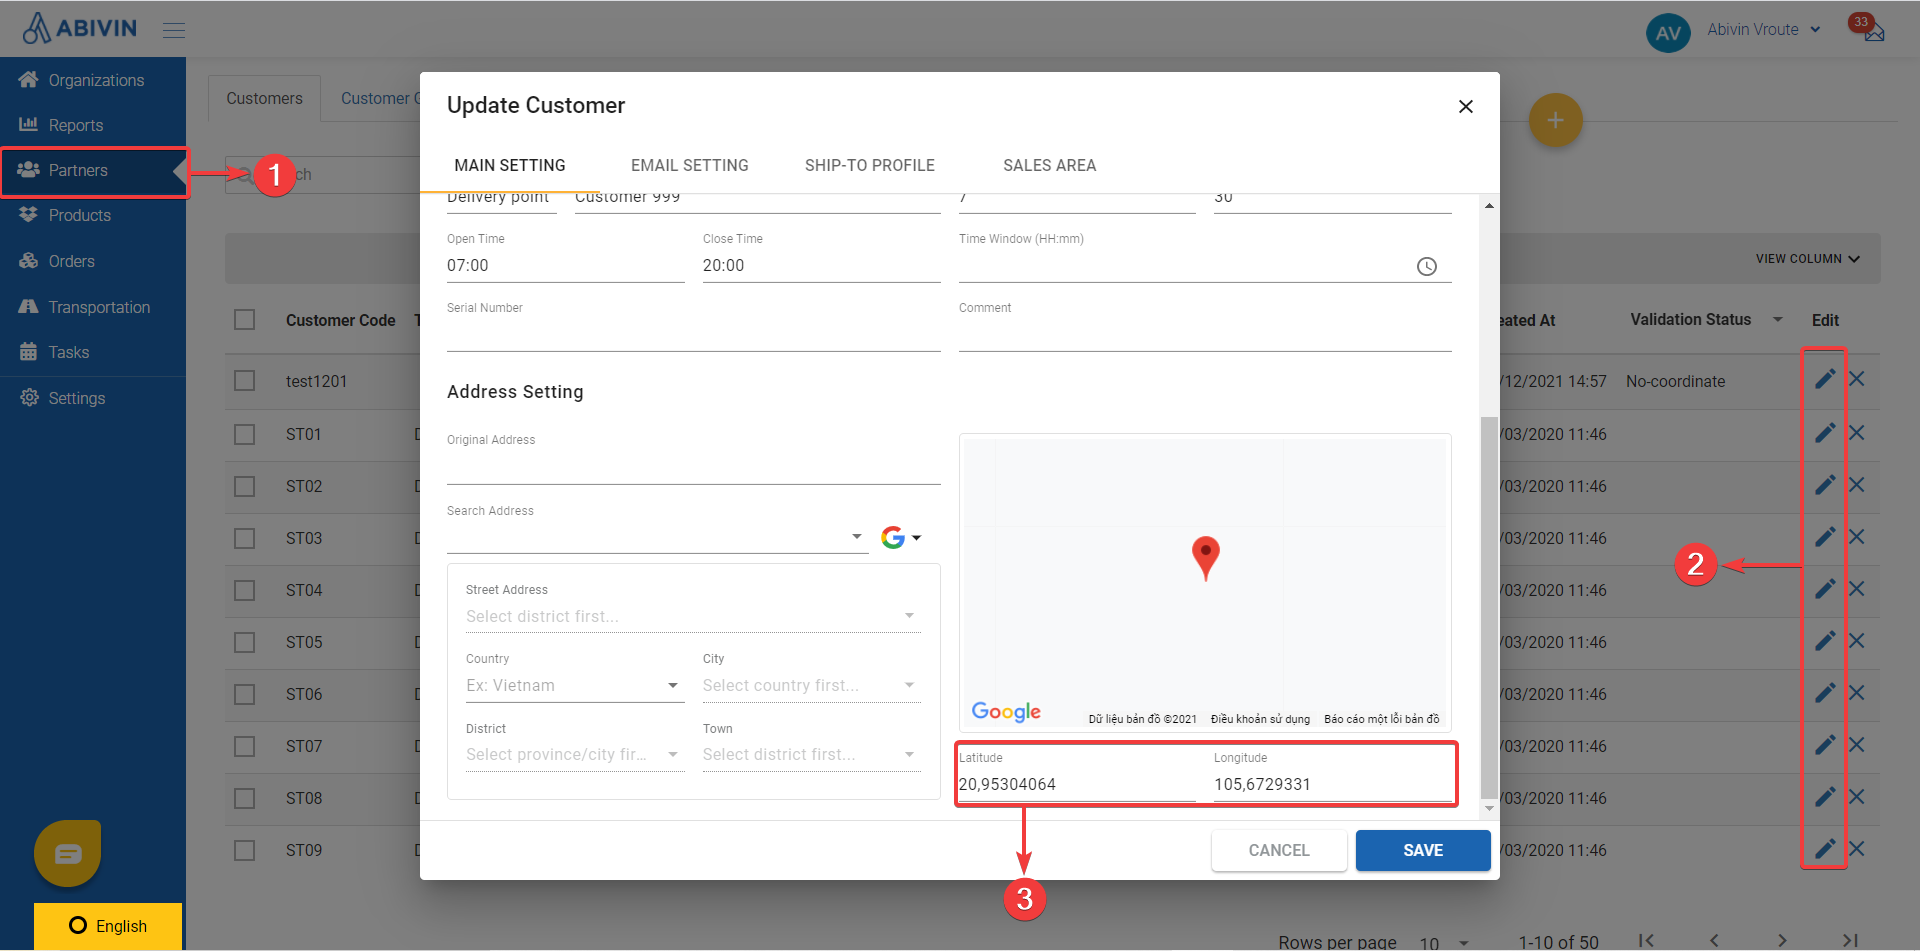 ABIVIN
AV
Abivin Vroute
33
Organizations
Reports
Partners
Products
Orders
Transportation
Tasks
Settings
English
1
Customers
Customer
VIEW COLUMN
Customer Code
ated At
Validation Status
Edit
test1201
/12/2021 14:57
No-coordinate
ST01
/03/2020 11:46
ST02
/03/2020 11:46
ST03
/03/2020 11:46
ST04
/03/2020 11:46
ST05
/03/2020 11:46
ST06
/03/2020 11:46
ST07
/03/2020 11:46
ST08
/03/2020 11:46
ST09
/03/2020 11:46
2
Rows per page 10
1-10 of 50
Update Customer
MAIN SETTING
EMAIL SETTING
SHIP-TO PROFILE
SALES AREA
Delivery point
Customer 999
7
30
Open Time
07:00
Close Time
20:00
Time Window (HH:mm)
Serial Number
Comment
Address Setting
Original Address
Search Address
Street Address
Select district first...
Country
Ex: Vietnam
City
Select country first...
District
Select province/city fir...
Town
Select district first...
Google
Dữ liệu bản đồ ©2021
Điều khoản sử dụng
Báo cáo một lỗi bản đồ
Latitude
20,95304064
Longitude
105,6729331
CANCEL
SAVE
3